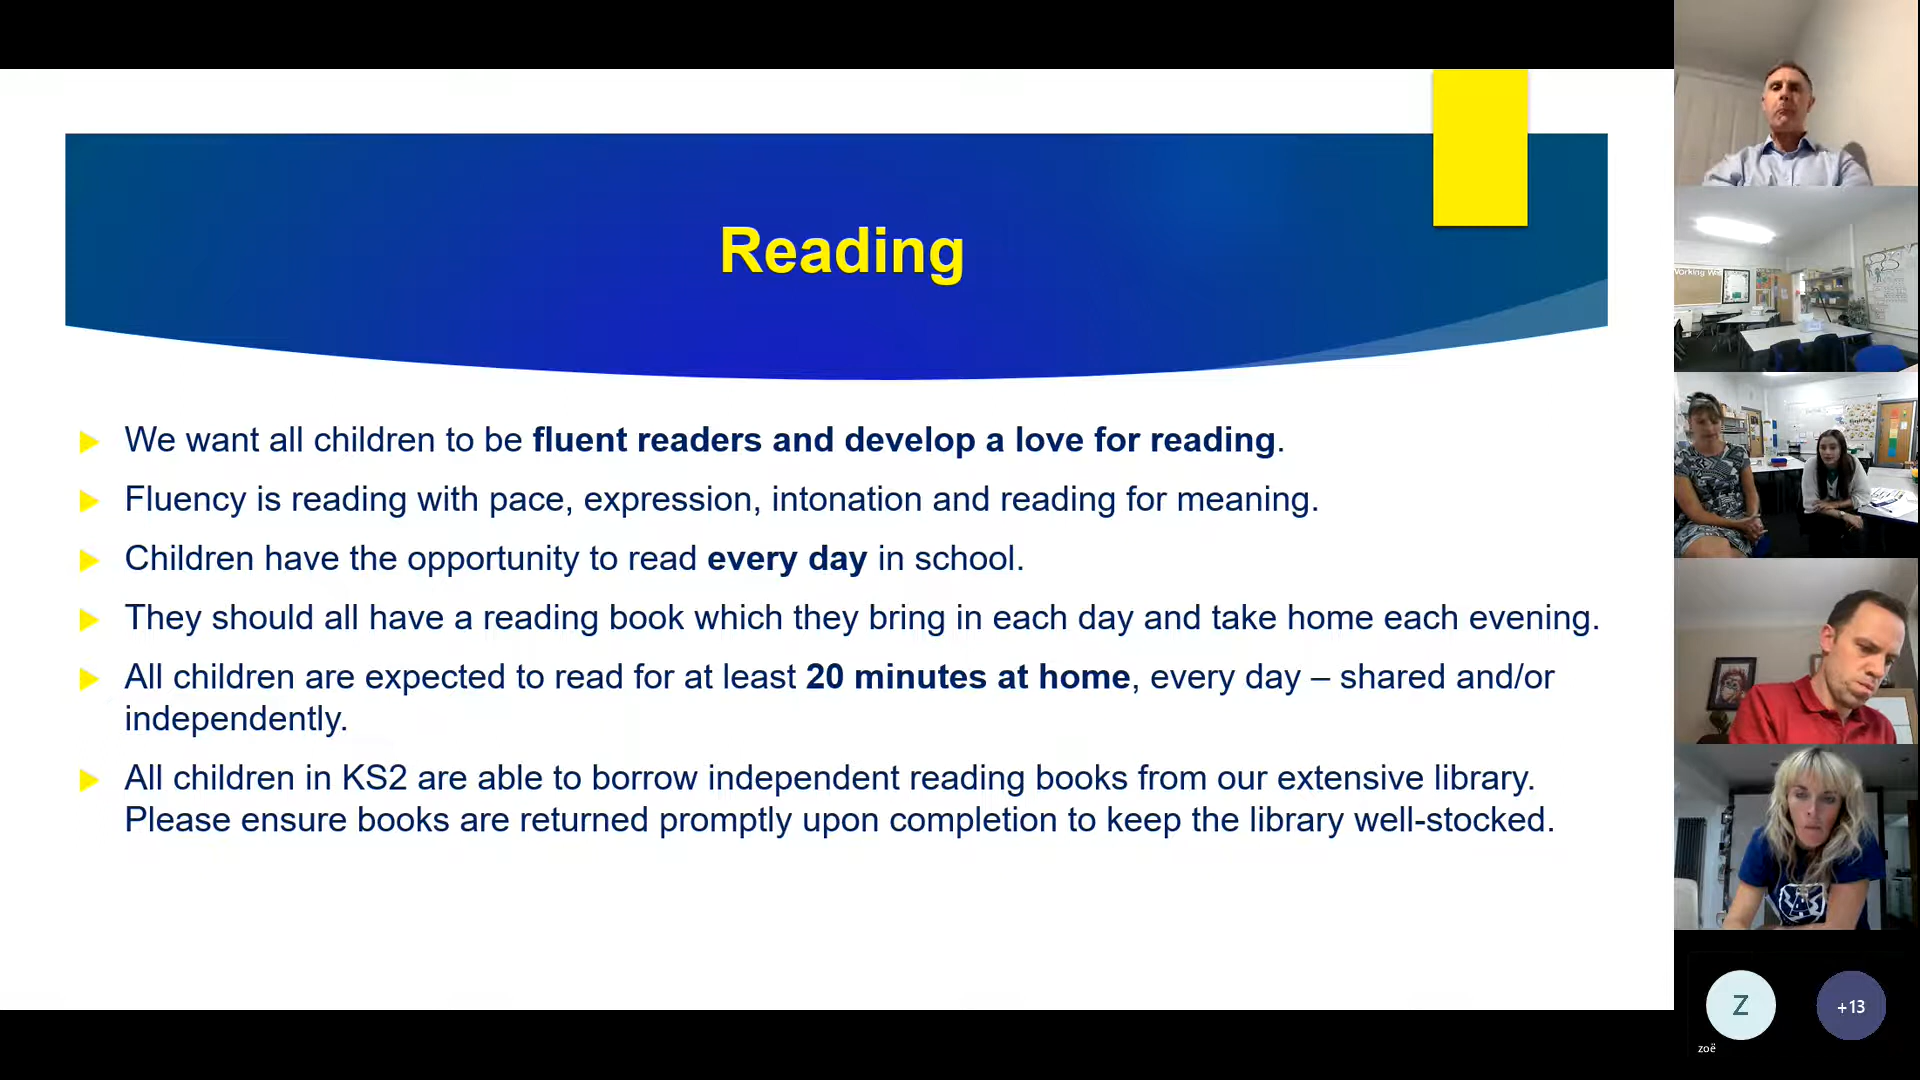 Reading
We want all children to be fluent readers and develop a love for reading.
Fluency is reading with pace, expression, intonation and reading for meaning.
Children have the opportunity to read every day in school.
They should all have a reading book which they bring in each day and take home each evening.
All children are expected to read for at least 20 minutes at home, every day – shared and/or
independently.
All children in KS2 are able to borrow independent reading books from our extensive library.
Please ensure books are returned promptly upon completion to keep the library well-stocked.
Working
Z
+13
zoë